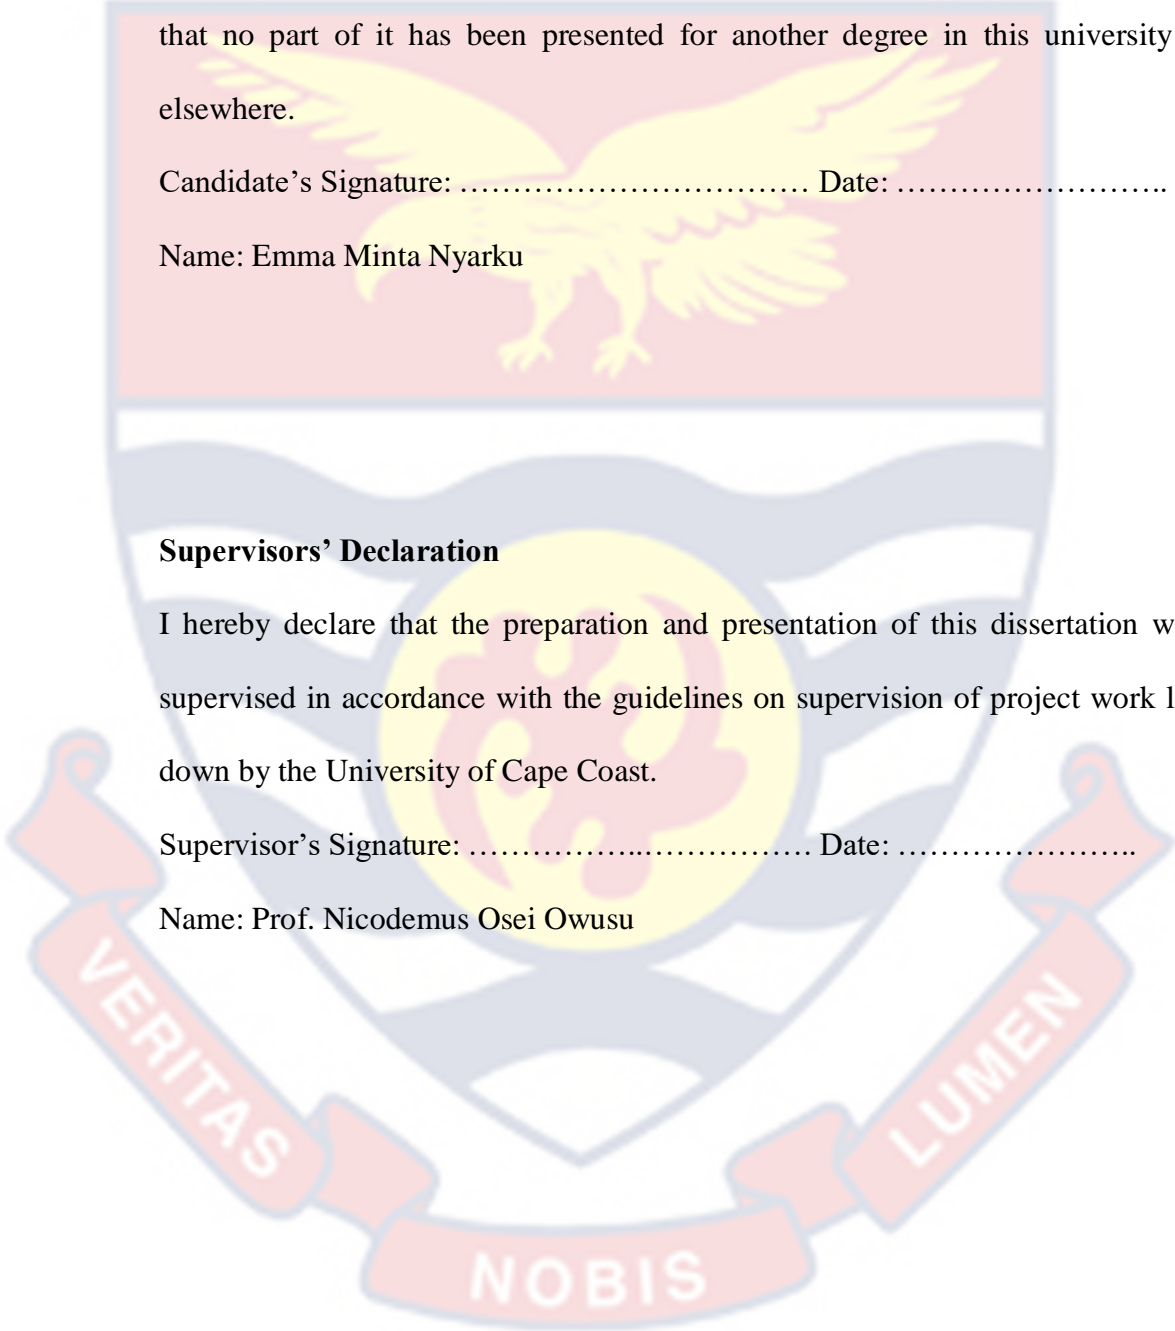 that no part of it has been presented for another degree in this university
elsewhere.
Candidate’s Signature: …………………………… Date: ……………………..
Name: Emma Minta Nyarku
Supervisors’ Declaration
I hereby declare that the preparation and presentation of this dissertation w
supervised in accordance with the guidelines on supervision of project work l
down by the University of Cape Coast.
Supervisor’s Signature: ……………..……………. Date: …………………..
Name: Prof. Nicodemus Osei Owusu
VERITAS
NOBIS
LUMEN